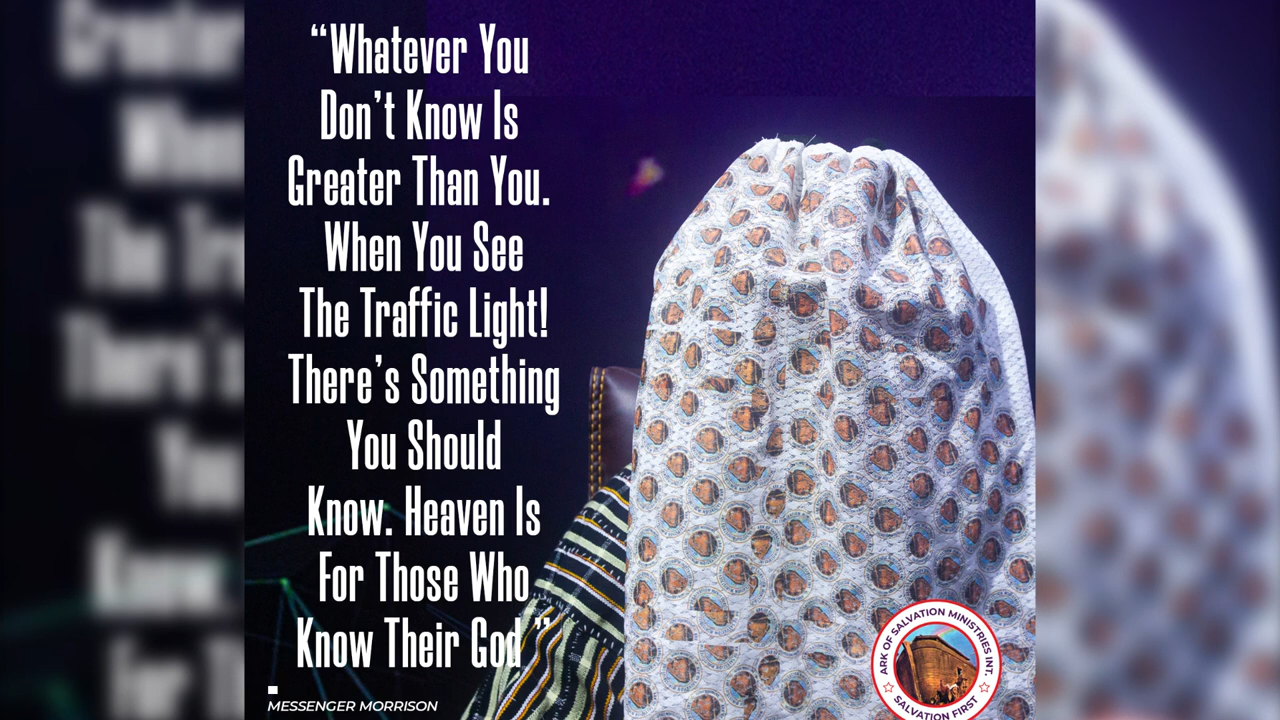 “Whatever You
Don’t Know Is
Greater Than You.
When You See
The Traffic Light!
There’s Something
You Should
Know. Heaven Is
For Those Who
Know Their God ”
MESSENGER MORRISON
ARK OF SALVATION MINISTRIES INT.
SALVATION FIRST